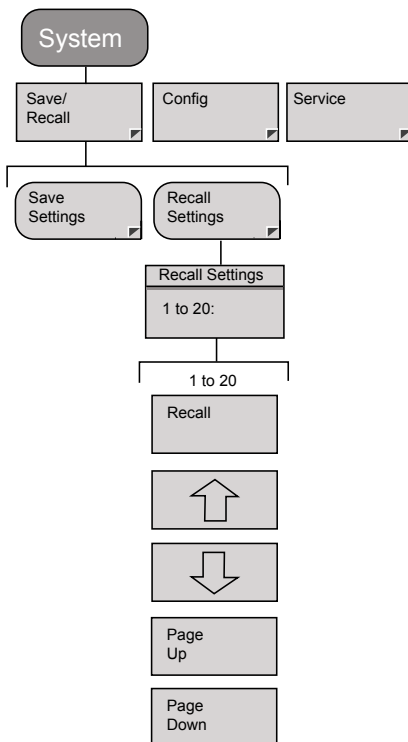 System
Save/
Recall
Config
Service
Save
Settings
Recall
Settings
Recall Settings
1 to 20:
1 to 20
Recall
Page
Up
Page
Down